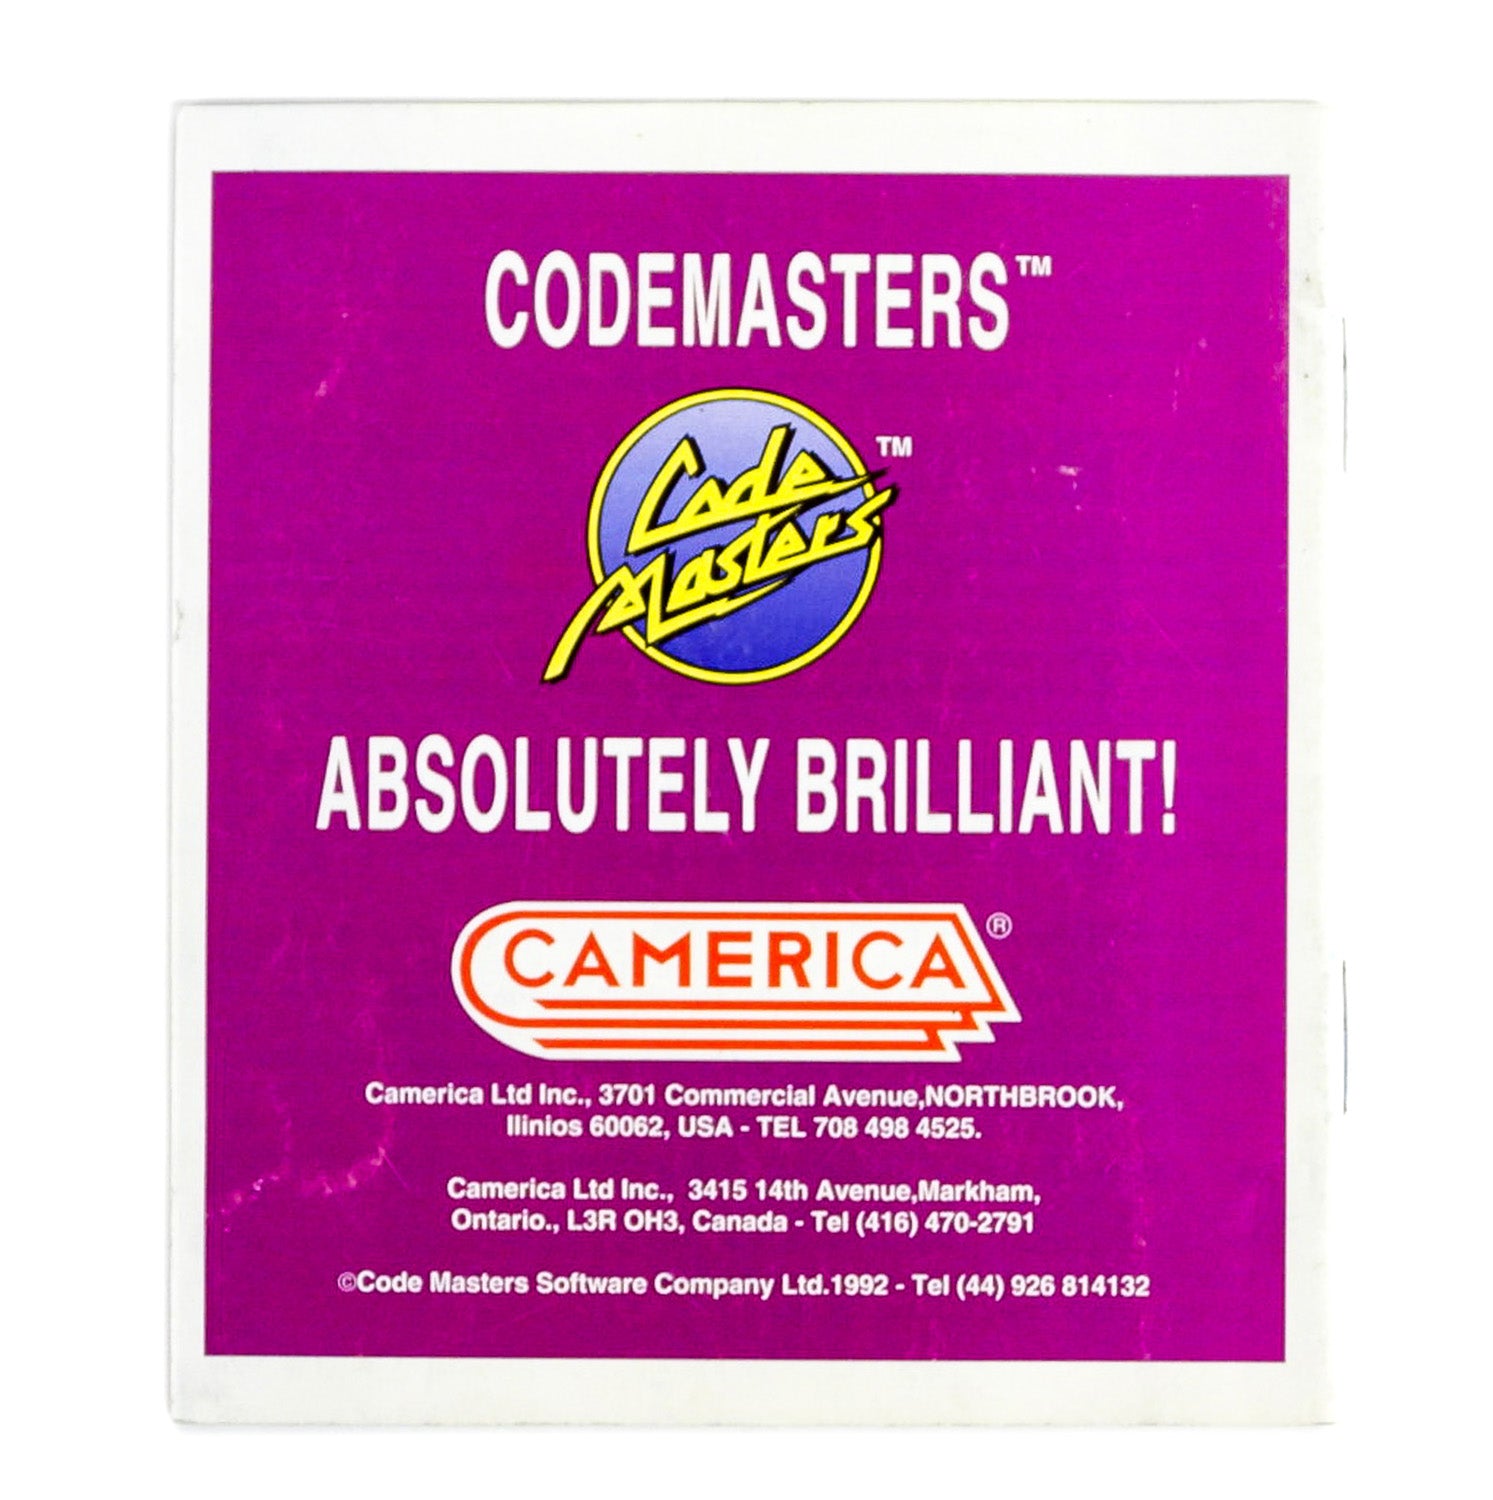 CODEMASTERS™
Code
Masters
™
ABSOLUTELY BRILLIANT!
CAMERICA®
Camerica Ltd Inc., 3701 Commercial Avenue,NORTHBROOK,
Ilinios 60062, USA - TEL 708 498 4525.
Camerica Ltd Inc., 3415 14th Avenue,Markham,
Ontario., L3R OH3, Canada - Tel (416) 470-2791
©Code Masters Software Company Ltd.1992 - Tel (44) 926 814132